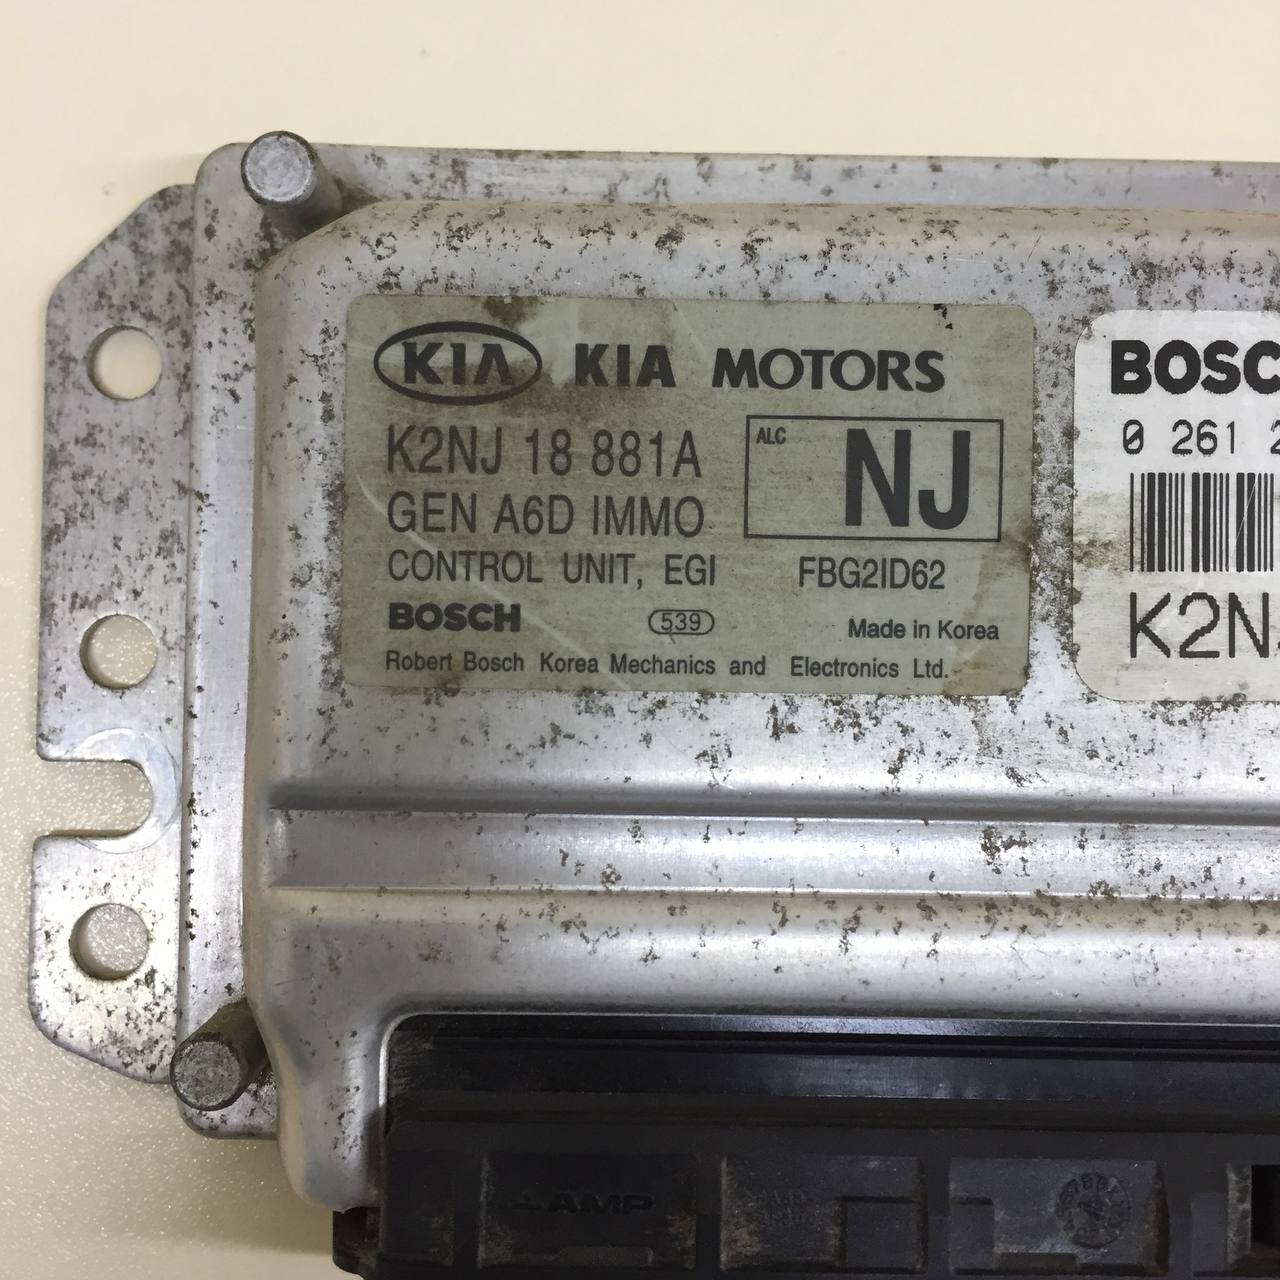 KIA KIA MOTORS
K2NJ 18 881A
GEN A6D IMMO
CONTROL UNIT, EGI
ALC NJ
FBG2ID62
BOSCH 539 Made in Korea
Robert Bosch Korea Mechanics and Electronics Ltd.
BOSC
0 261 2
K2N
AMP